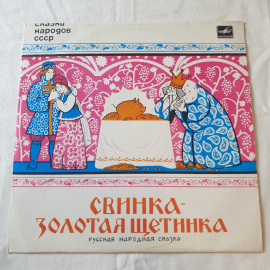 Сказки
народов
СССР
СВИНКА-
ЗОЛОТАЯ ЩЕТИНКА
РУССКАЯ НАРОДНАЯ СКАЗКА